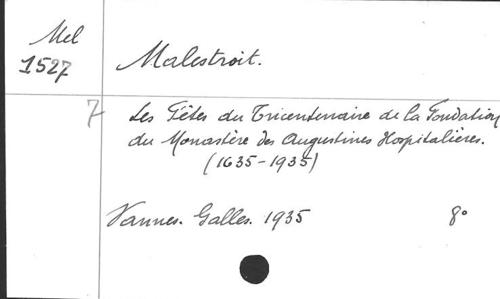 Mel
1527
Malestroit.
7
Les Fêtes du Tricentenaire de la Fondation
du Monastère des Augustines Hospitalières.
(1635-1935)
Vannes. Galles. 1935 8°